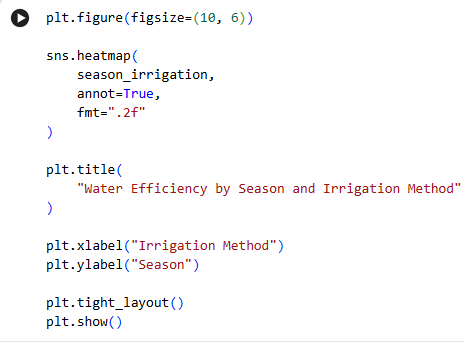 plt.figure(figsize=(10, 6))
sns.heatmap(
    season_irrigation,
    annot=True,
    fmt=".2f"
)
plt.title(
    "Water Efficiency by Season and Irrigation Method"
)
plt.xlabel("Irrigation Method")
plt.ylabel("Season")
plt.tight_layout()
plt.show()